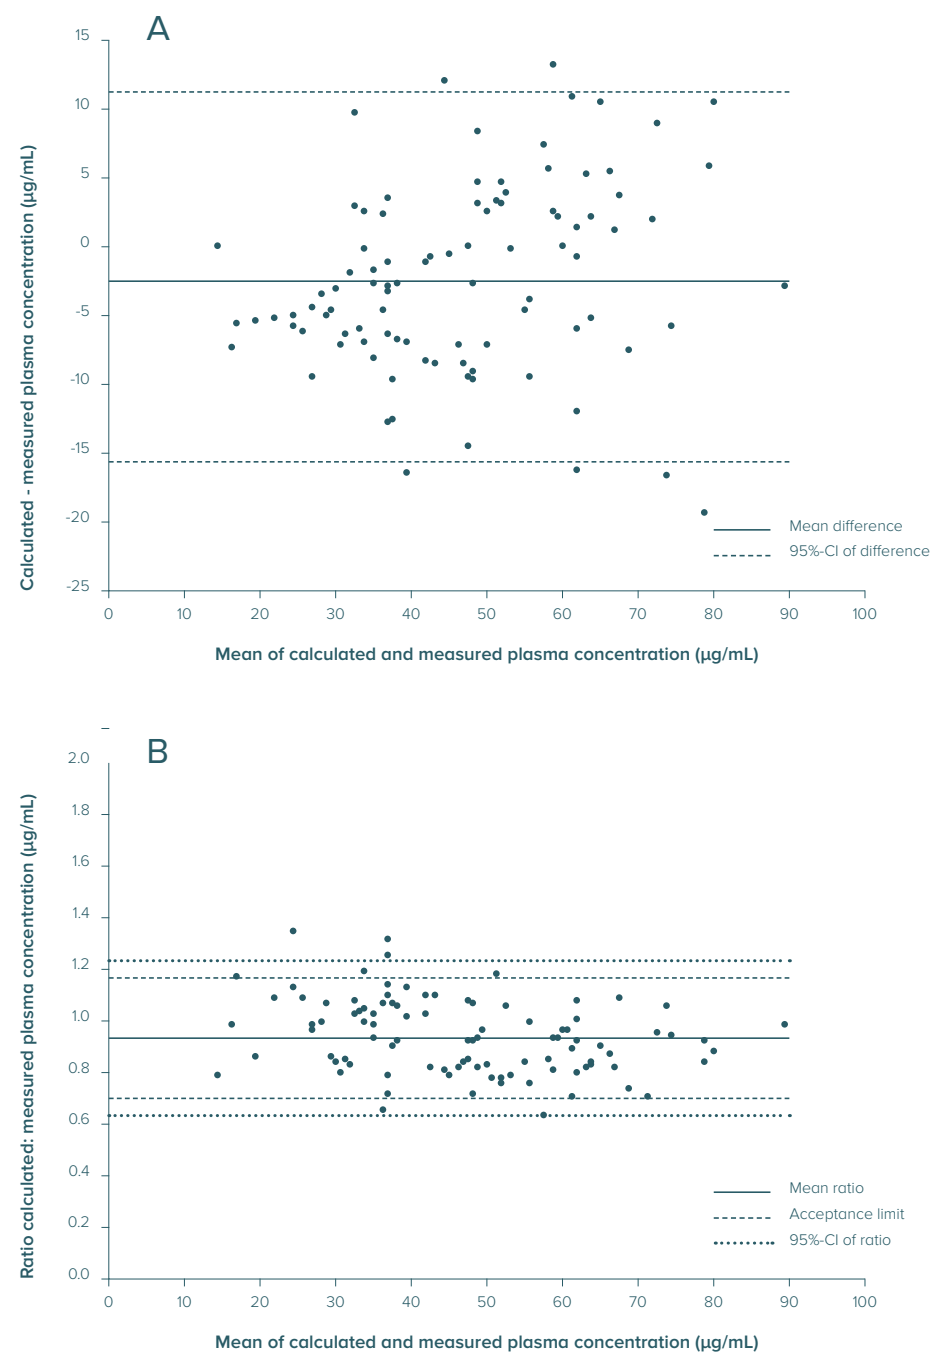 A
15
10
5
0
-5
-10
-15
-20
-25
Calculated - measured plasma concentration (µg/mL)
Mean difference
95%-CI of difference
0 10 20 30 40 50 60 70 80 90 100
Mean of calculated and measured plasma concentration (µg/mL)
B
2.0
1.8
1.6
1.4
1.2
1.0
0.8
0.6
0.4
0.2
0.0
Ratio calculated: measured plasma concentration (µg/mL)
Mean ratio
Acceptance limit
95%-CI of ratio
0 10 20 30 40 50 60 70 80 90 100
Mean of calculated and measured plasma concentration (µg/mL)